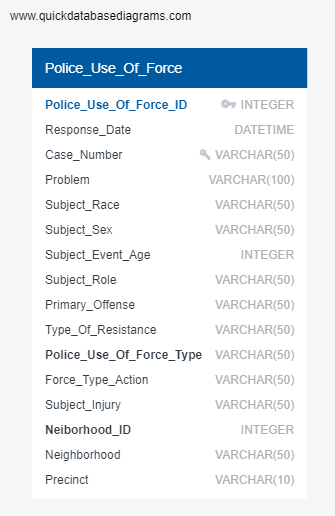 www.quickdatabasediagrams.com
Police_Use_Of_Force
Police_Use_Of_Force_ID INTEGER
Response_Date DATETIME
Case_Number VARCHAR(50)
Problem VARCHAR(100)
Subject_Race VARCHAR(50)
Subject_Sex VARCHAR(50)
Subject_Event_Age INTEGER
Subject_Role VARCHAR(50)
Primary_Offense VARCHAR(50)
Type_Of_Resistance VARCHAR(50)
Police_Use_Of_Force_Type VARCHAR(50)
Force_Type_Action VARCHAR(50)
Subject_Injury VARCHAR(50)
Neiborhood_ID INTEGER
Neighborhood VARCHAR(50)
Precinct VARCHAR(10)